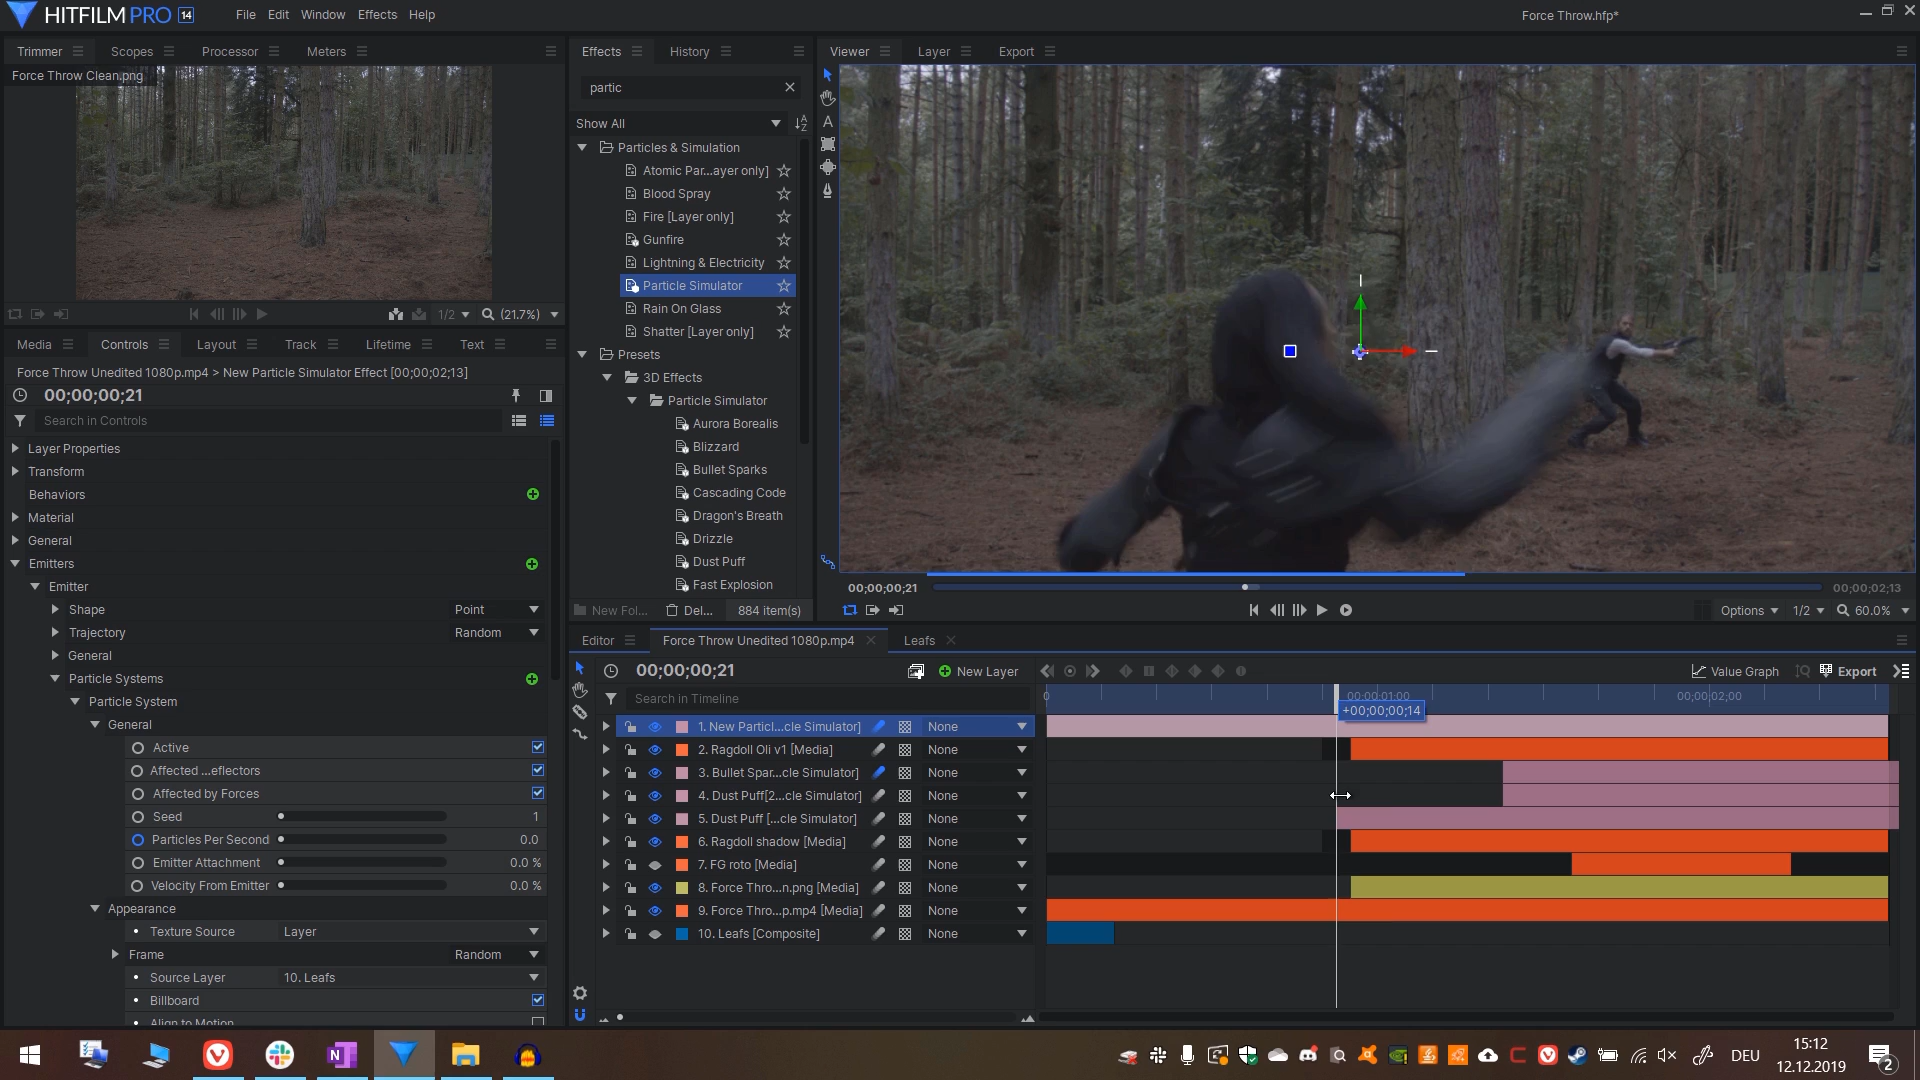 HITFILM PRO 14
File Edit Window Effects Help
Force Throw.hfp*
Trimmer Scopes Processor Meters
Force Throw Clean.png
1/2 (21.7%)
Media Controls Layout Track Lifetime Text
Force Throw Unedited 1080p.mp4 > New Particle Simulator Effect [00;00;02;13]
00;00;00;21
Search in Controls
Layer Properties
Transform
Behaviors
Material
General
Emitters
Emitter
Shape Point
Trajectory Random
General
Particle Systems
Particle System
General
Active
Affected ...eflectors
Affected by Forces
Seed 1
Particles Per Second 0.0
Emitter Attachment 0.0 %
Velocity From Emitter 0.0 %
Appearance
Texture Source Layer
Frame Random
Source Layer 10. Leafs
Billboard
Align to Motion
Effects History
partic
Show All
Particles & Simulation
Atomic Par...ayer only]
Blood Spray
Fire [Layer only]
Gunfire
Lightning & Electricity
Particle Simulator
Rain On Glass
Shatter [Layer only]
Presets
3D Effects
Particle Simulator
Aurora Borealis
Blizzard
Bullet Sparks
Cascading Code
Dragon's Breath
Drizzle
Dust Puff
Fast Explosion
New Fol... Del... 884 item(s)
Viewer Layer Export
00;00;00;21 00;00;02;13
Options 1/2 60.0%
Editor Force Throw Unedited 1080p.mp4 Leafs
00;00;00;21 New Layer Value Graph Export
Search in Timeline
0 00;00;01;00 00;00;02;00
+00;00;00;14
1. New Particl...cle Simulator] None
2. Ragdoll Oli v1 [Media] None
3. Bullet Spar...cle Simulator] None
4. Dust Puff[2...cle Simulator] None
5. Dust Puff [...cle Simulator] None
6. Ragdoll shadow [Media] None
7. FG roto [Media] None
8. Force Thro...n.png [Media] None
9. Force Thro...p.mp4 [Media] None
10. Leafs [Composite] None
DEU
15:12
12.12.2019
2